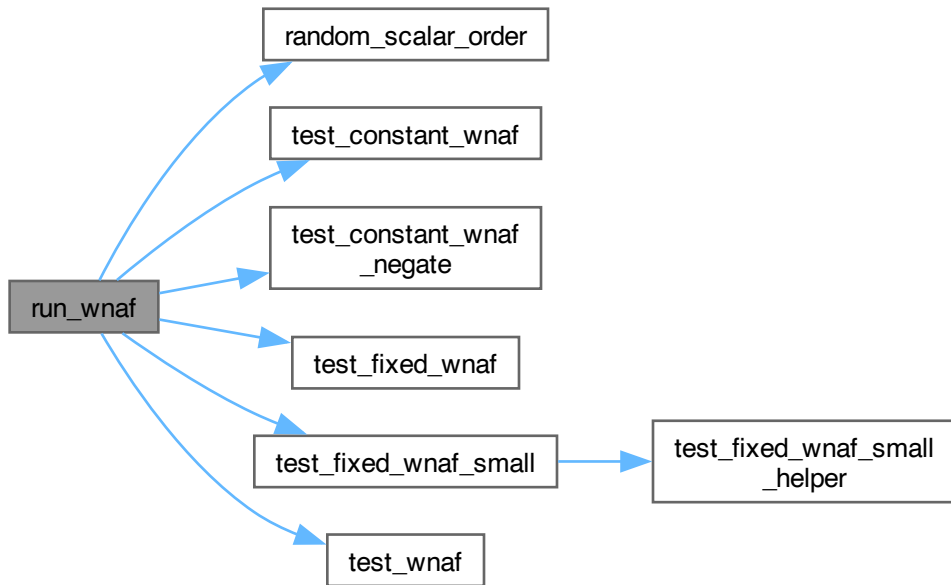 random_scalar_order
test_constant_wnaf
test_constant_wnaf
_negate
run_wnaf
test_fixed_wnaf
test_fixed_wnaf_small
test_fixed_wnaf_small
_helper
test_wnaf